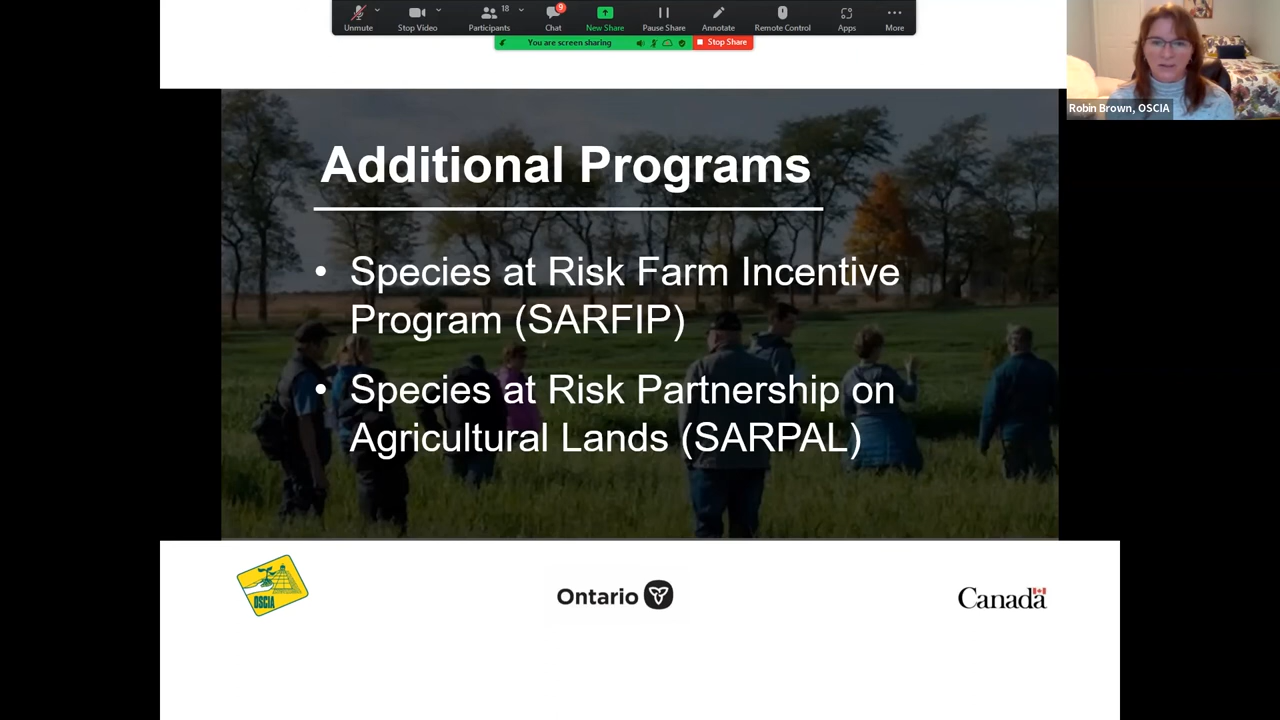 18
9
Unmute
Stop Video
Participants
Chat
New Share
Pause Share
Annotate
Remote Control
Apps
More
You are screen sharing
Stop Share
Robin Brown, OSCIA
Additional Programs
• Species at Risk Farm Incentive
Program (SARFIP)
• Species at Risk Partnership on
Agricultural Lands (SARPAL)
OSCIA
Ontario
Canada